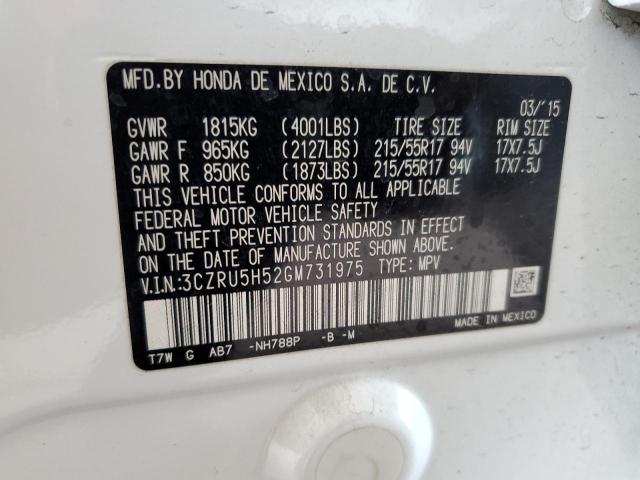 MFD.BY HONDA DE MEXICO S.A. DE C.V.
03/'15
GVWR 1815KG (4001LBS) TIRE SIZE RIM SIZE
GAWR F 965KG (2127LBS) 215/55R17 94V 17X7.5J
GAWR R 850KG (1873LBS) 215/55R17 94V 17X7.5J
THIS VEHICLE CONFORMS TO ALL APPLICABLE
FEDERAL MOTOR VEHICLE SAFETY
AND THEFT PREVENTION STANDARDS IN EFFECT
ON THE DATE OF MANUFACTURE SHOWN ABOVE.
V.I.N:3CZRU5H52GM731975 TYPE: MPV
MADE IN MEXICO
T7W G AB7 -NH788P -B -M